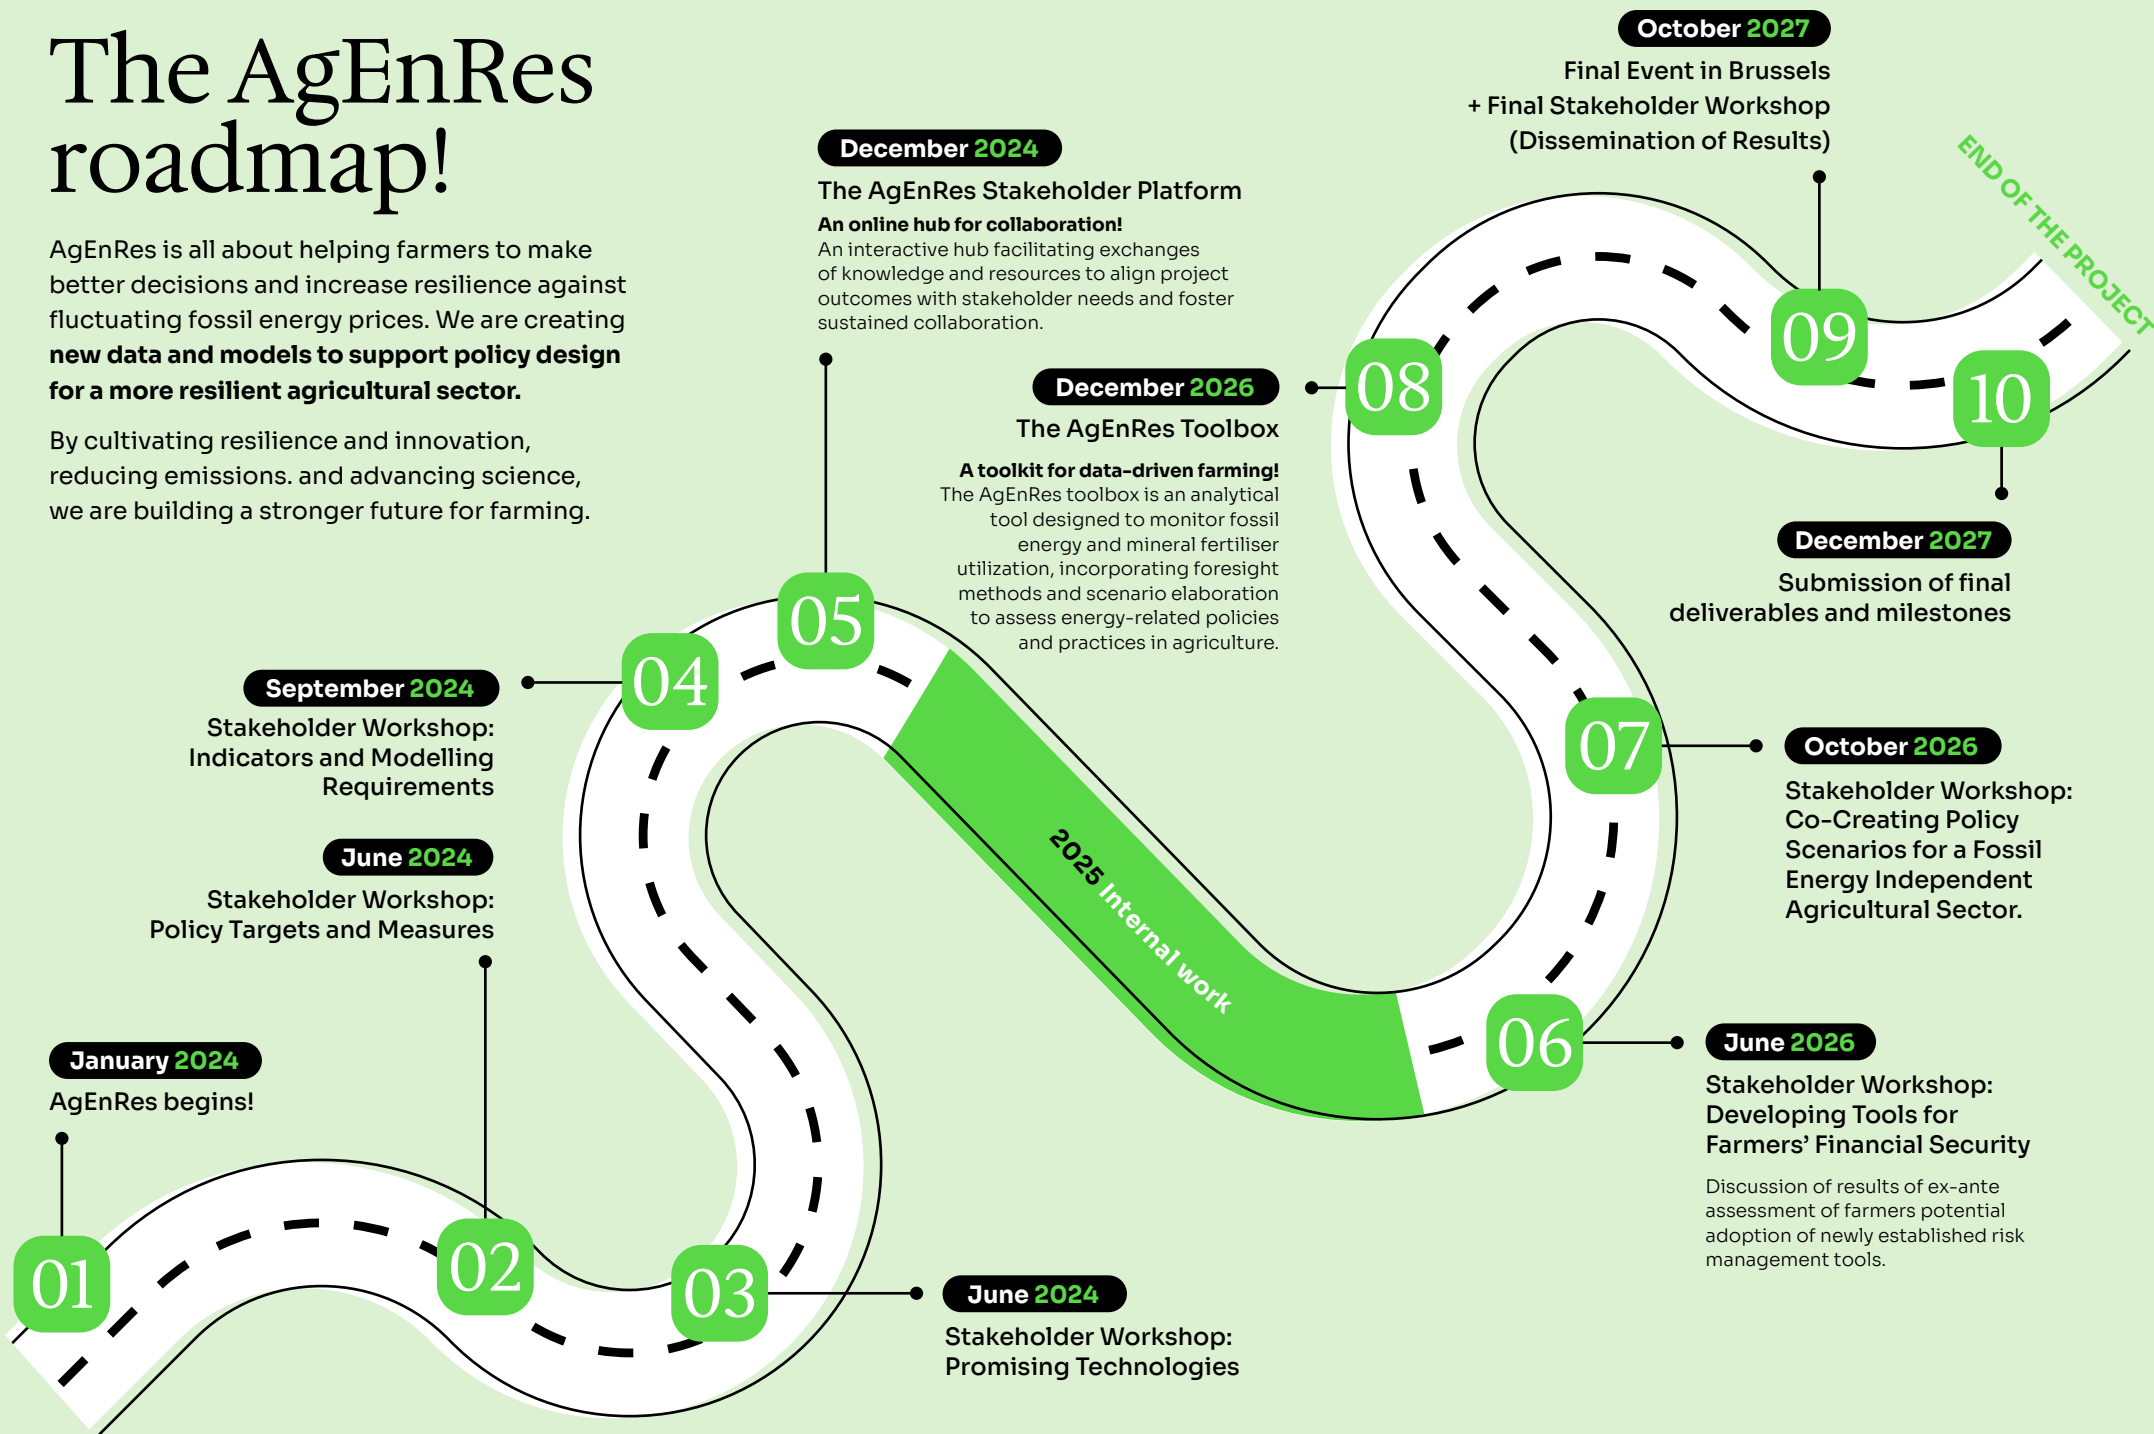 The AgEnRes
roadmap!
AgEnRes is all about helping farmers to make
better decisions and increase resilience against
fluctuating fossil energy prices. We are creating
new data and models to support policy design
for a more resilient agricultural sector.
By cultivating resilience and innovation,
reducing emissions. and advancing science,
we are building a stronger future for farming.
01
January 2024
AgEnRes begins!
02
June 2024
Stakeholder Workshop:
Policy Targets and Measures
03
June 2024
Stakeholder Workshop:
Promising Technologies
04
September 2024
Stakeholder Workshop:
Indicators and Modelling
Requirements
05
December 2024
The AgEnRes Stakeholder Platform
An online hub for collaboration!
An interactive hub facilitating exchanges
of knowledge and resources to align project
outcomes with stakeholder needs and foster
sustained collaboration.
2025 Internal work
06
June 2026
Stakeholder Workshop:
Developing Tools for
Farmers’ Financial Security
Discussion of results of ex-ante
assessment of farmers potential
adoption of newly established risk
management tools.
07
October 2026
Stakeholder Workshop:
Co-Creating Policy
Scenarios for a Fossil
Energy Independent
Agricultural Sector.
08
December 2026
The AgEnRes Toolbox
A toolkit for data-driven farming!
The AgEnRes toolbox is an analytical
tool designed to monitor fossil
energy and mineral fertiliser
utilization, incorporating foresight
methods and scenario elaboration
to assess energy-related policies
and practices in agriculture.
09
October 2027
Final Event in Brussels
+ Final Stakeholder Workshop
(Dissemination of Results)
10
December 2027
Submission of final
deliverables and milestones
END OF THE PROJECT